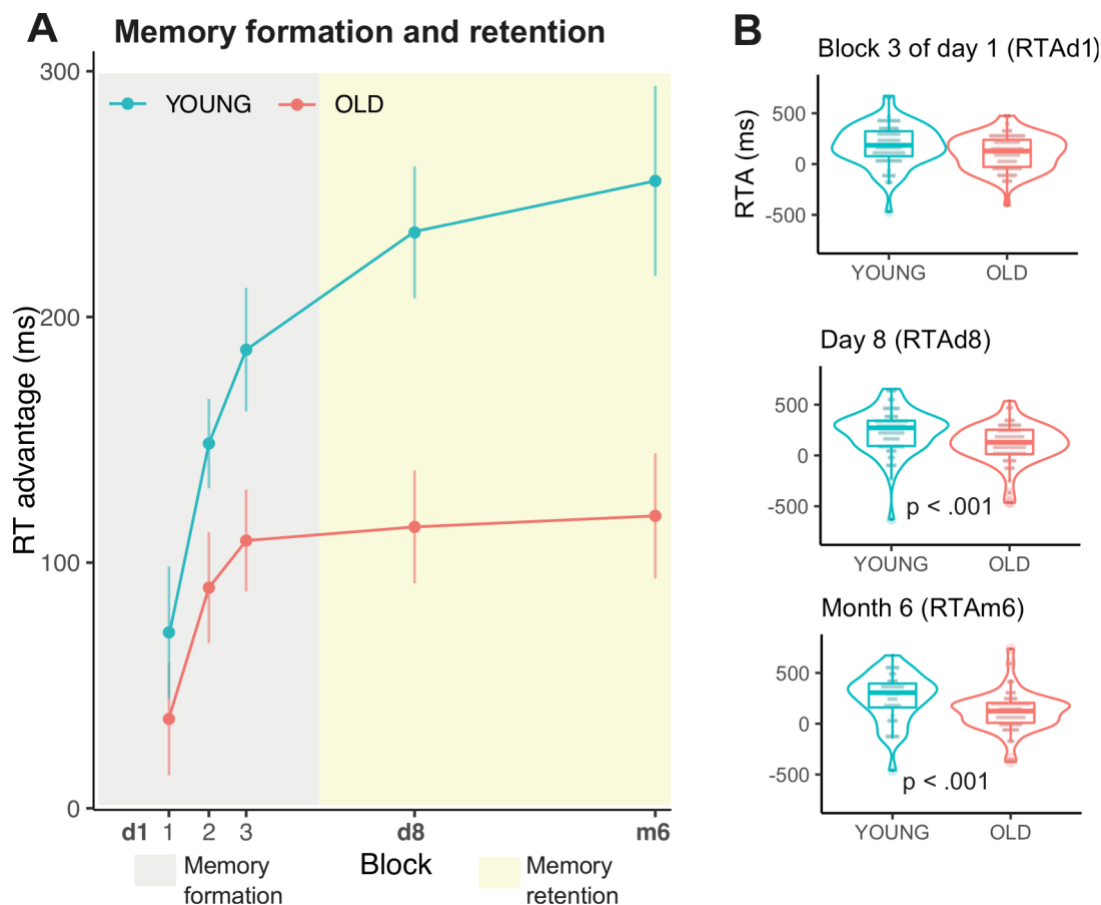 A
Memory formation and retention
300
YOUNG
OLD
200
100
0
RT advantage (ms)
d1 1 2 3 d8 m6
Block
Memory
formation
Memory
retention
B
Block 3 of day 1 (RTAd1)
RTA (ms)
500
0
-500
YOUNG OLD
Day 8 (RTAd8)
500
0
-500
p < .001
YOUNG OLD
Month 6 (RTAm6)
500
0
-500
p < .001
YOUNG OLD